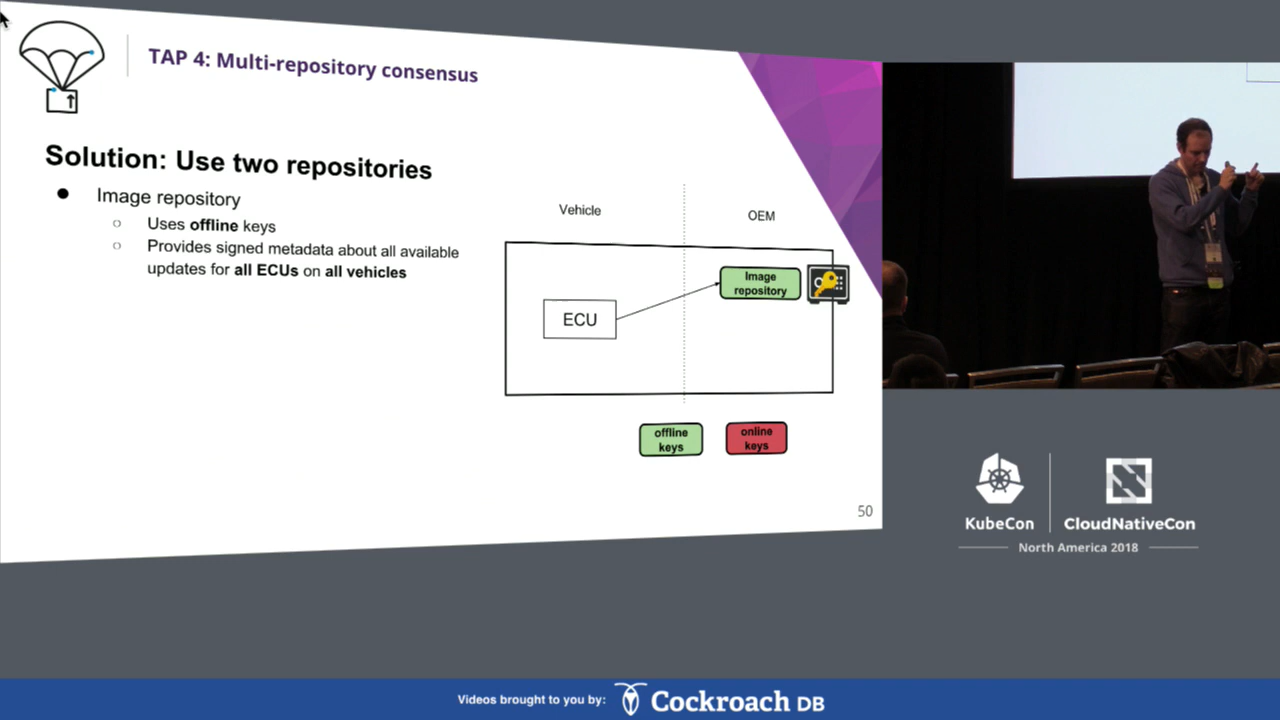 TAP 4: Multi-repository consensus
Solution: Use two repositories
Image repository
Uses offline keys
Provides signed metadata about all available
updates for all ECUs on all vehicles
Vehicle
OEM
Image
repository
ECU
offline
keys
online
keys
50
KubeCon
CloudNativeCon
North America 2018
Videos brought to you by:
Cockroach DB